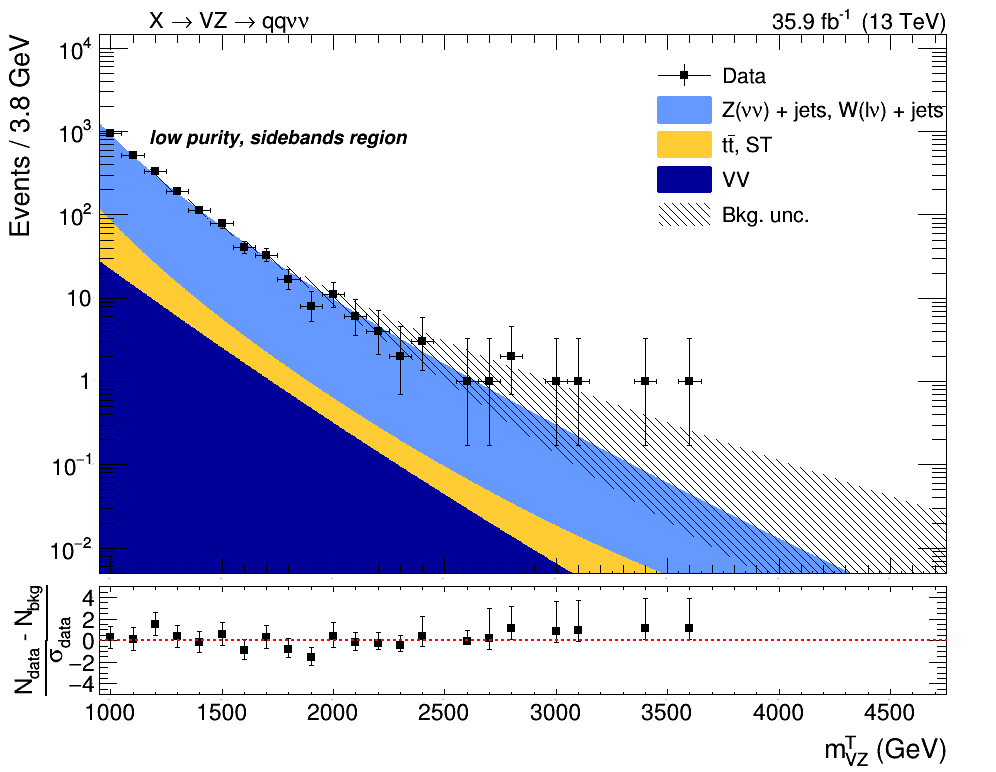 X → VZ → qqνν
35.9 fb⁻¹ (13 TeV)
Events / 3.8 GeV
10⁴
10³
10²
10
1
10⁻¹
10⁻²
low purity, sidebands region
Data
Z(νν) + jets, W(lν) + jets
tt̄, ST
VV
Bkg. unc.
N_data - N_bkg
σ_data
4
2
0
−2
−4
1000 1500 2000 2500 3000 3500 4000 4500
m^T_VZ (GeV)